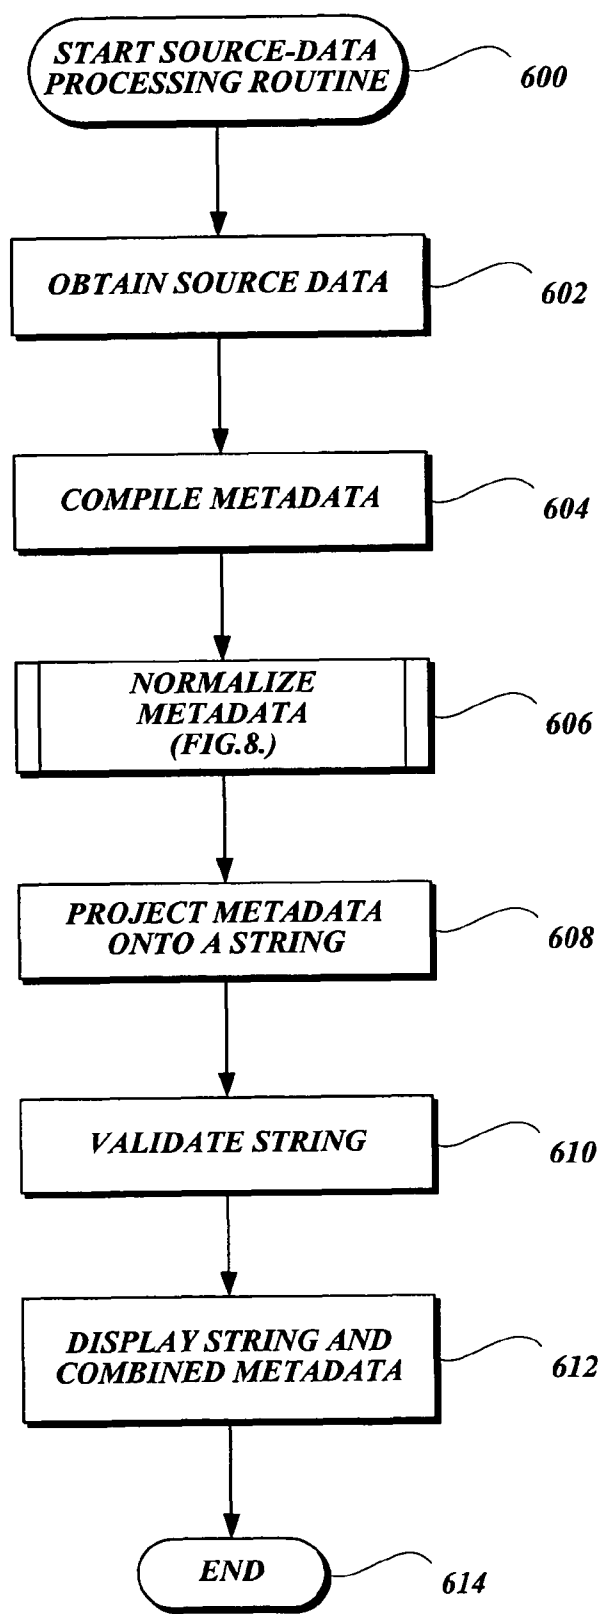 START SOURCE-DATA
PROCESSING ROUTINE
600
OBTAIN SOURCE DATA
602
COMPILE METADATA
604
NORMALIZE
METADATA
(FIG.8.)
606
PROJECT METADATA
ONTO A STRING
608
VALIDATE STRING
610
DISPLAY STRING AND
COMBINED METADATA
612
END
614